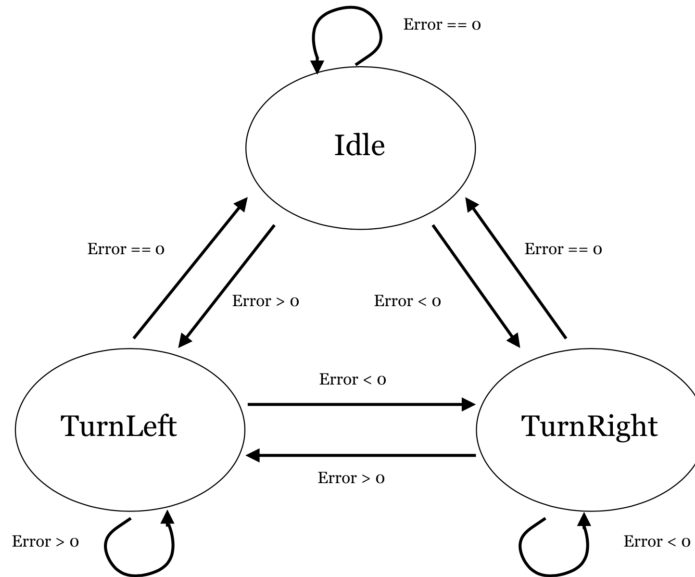 Error == 0
Idle
Error == 0
Error == 0
Error > 0
Error < 0
Error < 0
TurnLeft
TurnRight
Error > 0
Error > 0
Error < 0